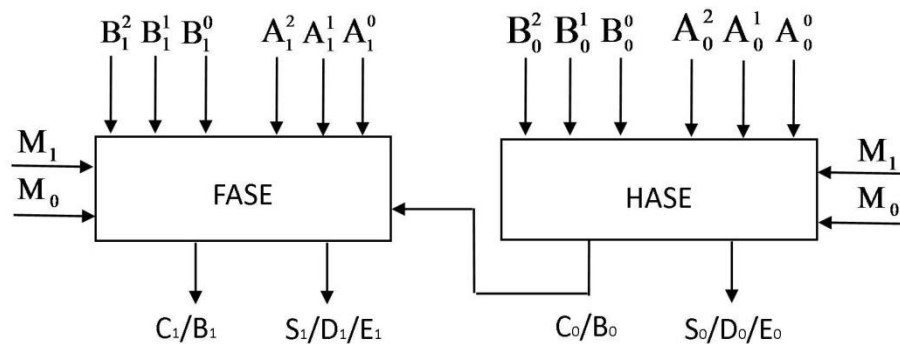 B₁² B₁¹ B₁⁰ A₁² A₁¹ A₁⁰
B₀² B₀¹ B₀⁰ A₀² A₀¹ A₀⁰
M₁
M₀
FASE
HASE
M₁
M₀
C₁/B₁
S₁/D₁/E₁
C₀/B₀
S₀/D₀/E₀